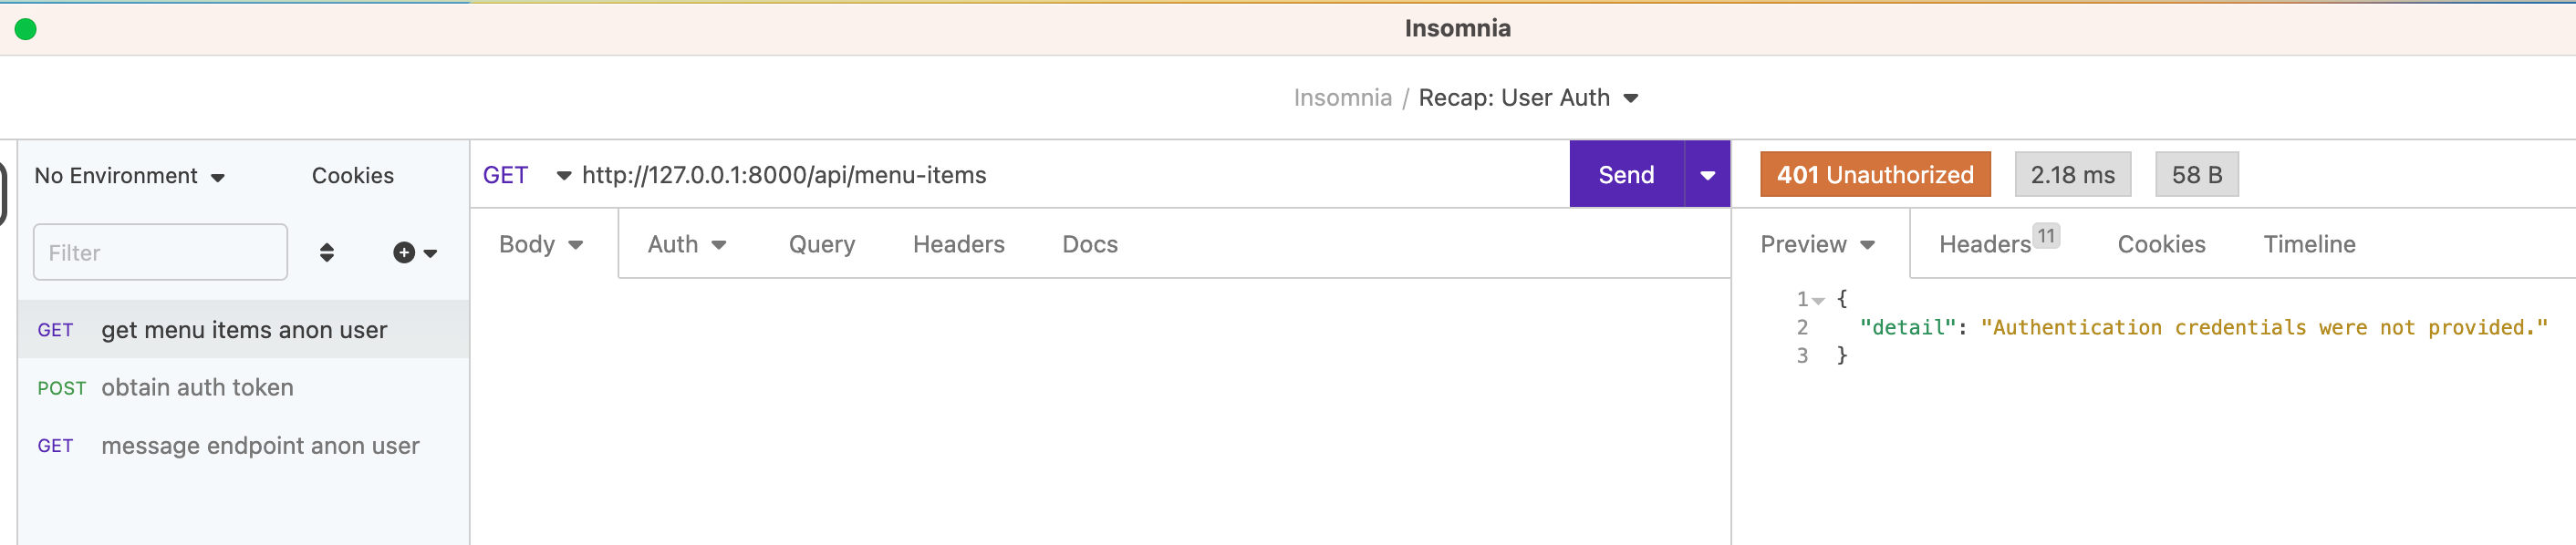 Insomnia
Insomnia / Recap: User Auth
No Environment Cookies
Filter
GET get menu items anon user
POST obtain auth token
GET message endpoint anon user
GET http://127.0.0.1:8000/api/menu-items Send
Body Auth Query Headers Docs
401 Unauthorized 2.18 ms 58 B
Preview Headers 11 Cookies Timeline
1 {
2 "detail": "Authentication credentials were not provided."
3 }